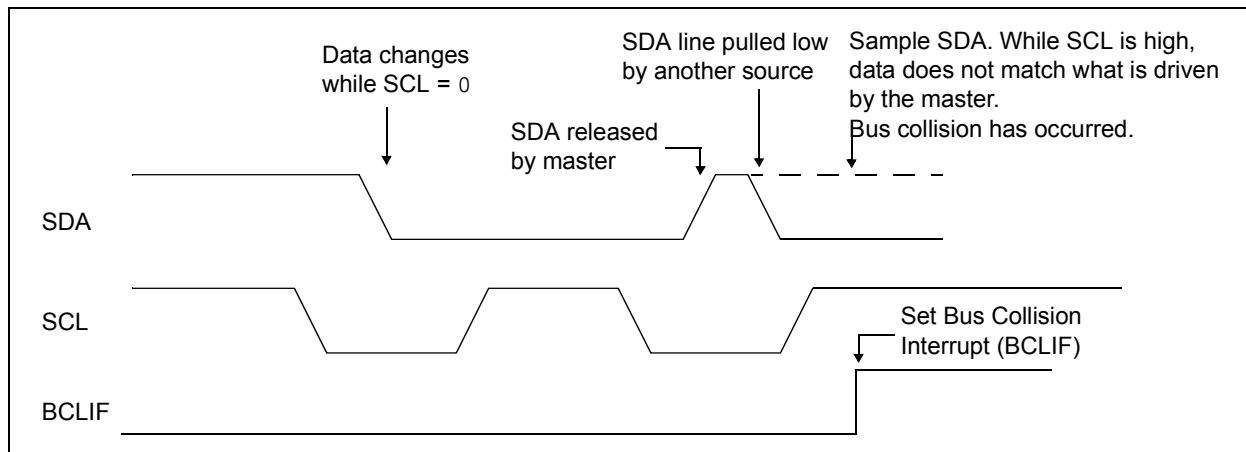 Data changes
while SCL = 0
SDA line pulled low
by another source
Sample SDA. While SCL is high,
data does not match what is driven
by the master.
Bus collision has occurred.
SDA released
by master
SDA
SCL
Set Bus Collision
Interrupt (BCLIF)
BCLIF